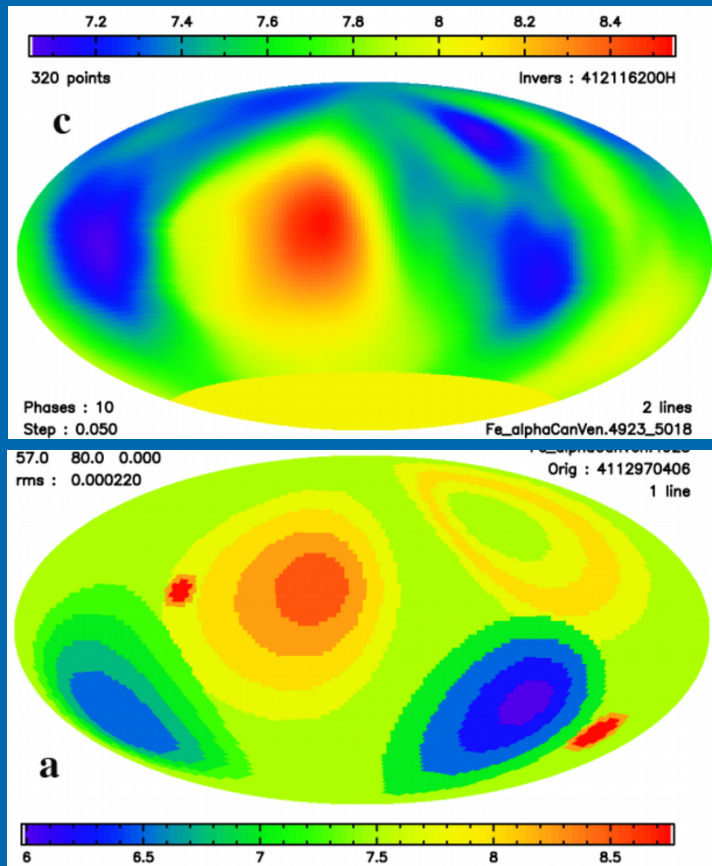 7.2 7.4 7.6 7.8 8 8.2 8.4
320 points Invers : 412116200H
c
Phases : 10 2 lines
Step : 0.050 Fe_alphaCanVen.4923_5018
57.0 80.0 0.000
rms : 0.000220 Orig : 4112970406
1 line
a
6 6.5 7 7.5 8 8.5